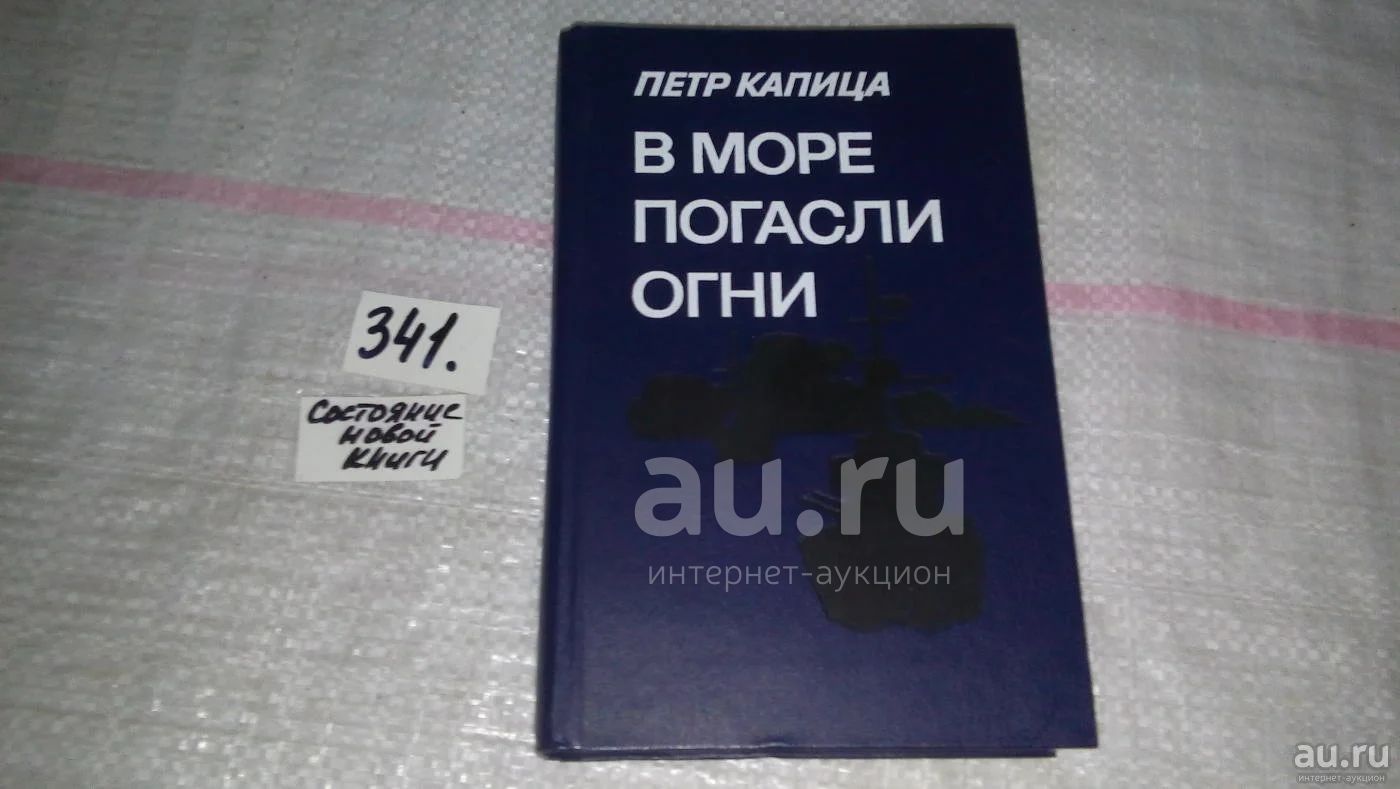 ПЕТР КАПИЦА
В МОРЕ
ПОГАСЛИ
ОГНИ
341.
Состояние
новой
книги
au.ru
интернет-аукцион
au.ru
интернет-аукцион